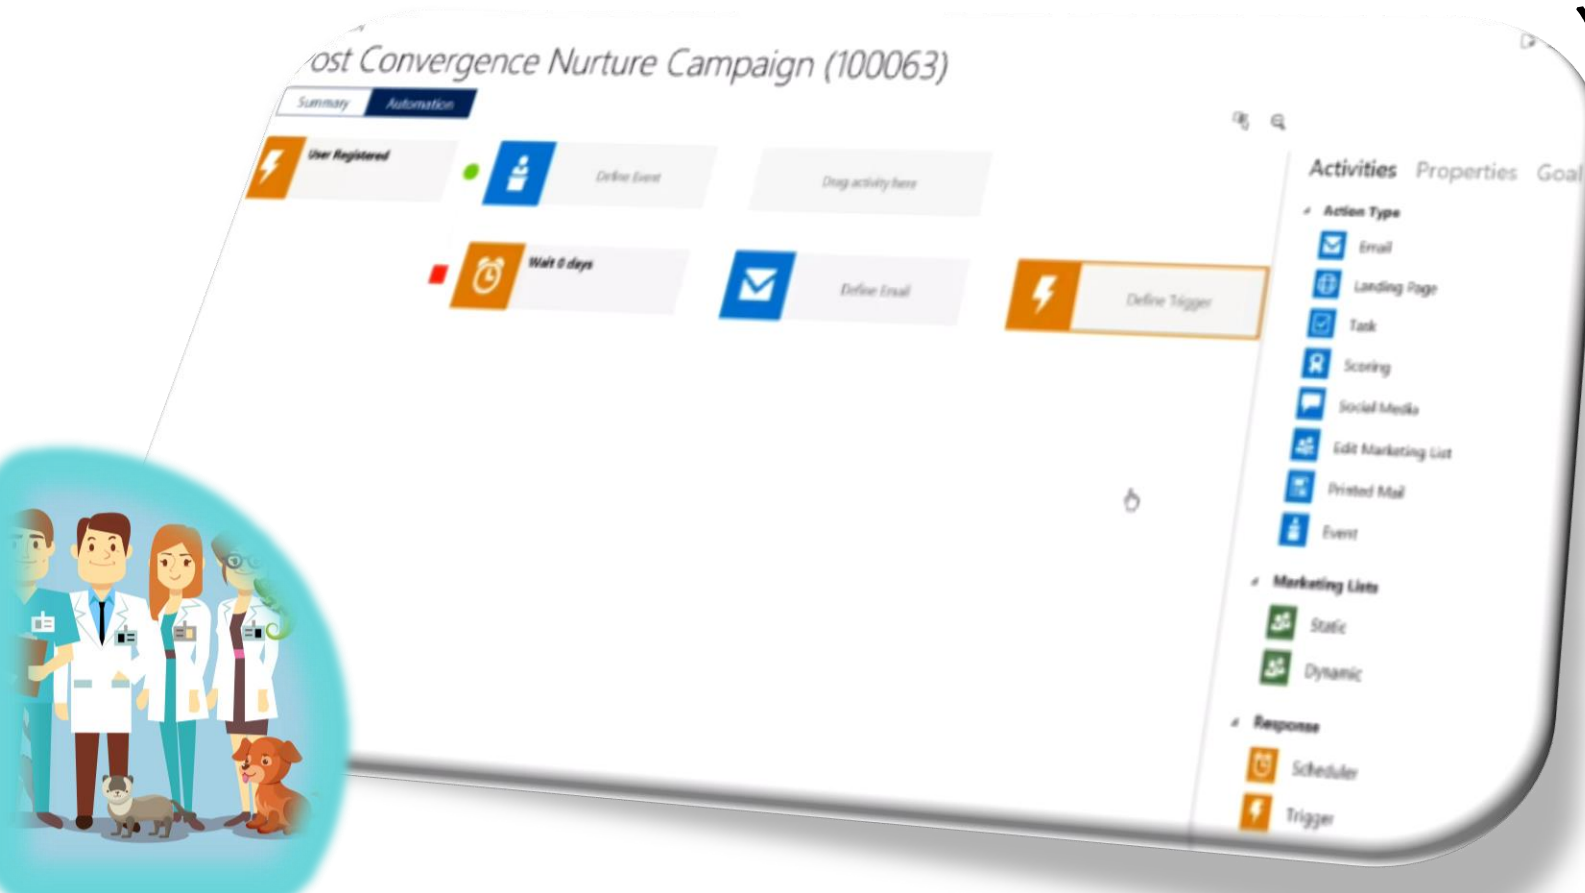 ost Convergence Nurture Campaign (100063)
Summary Automation
User Registered
Define Event
Drag activity here
Wait 0 days
Define Email
Define Trigger
Activities Properties Goal
Action Type
Email
Landing Page
Task
Scoring
Social Media
Edit Marketing List
Printed Mail
Event
Marketing Lists
Static
Dynamic
Response
Scheduler
Trigger